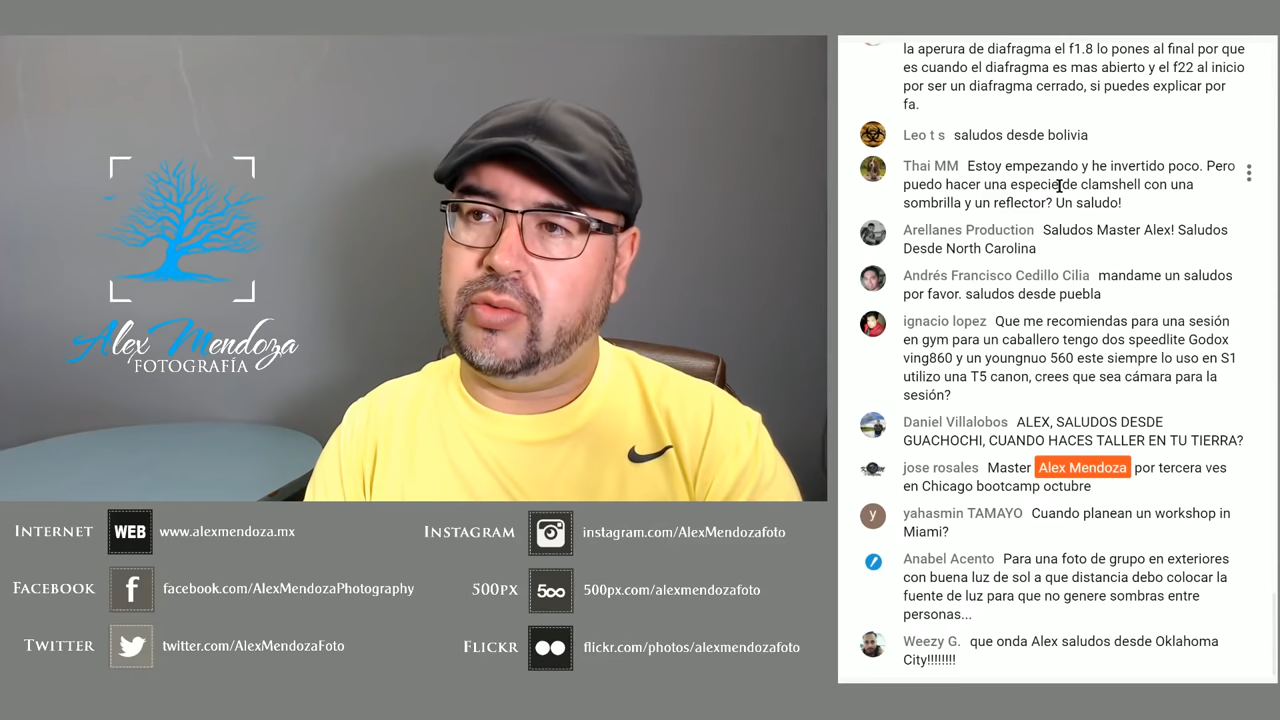 Alex Mendoza
FOTOGRAFÍA
INTERNET
WEB
www.alexmendoza.mx
FACEBOOK
f
facebook.com/AlexMendozaPhotography
TWITTER
twitter.com/AlexMendozaFoto
INSTAGRAM
instagram.com/AlexMendozafoto
500PX
500
500px.com/alexmendozafoto
FLICKR
flickr.com/photos/alexmendozafoto
la aperura de diafragma el f1.8 lo pones al final por que
es cuando el diafragma es mas abierto y el f22 al inicio
por ser un diafragma cerrado, si puedes explicar por
fa.
Leo t s saludos desde bolivia
Thai MM Estoy empezando y he invertido poco. Pero
puedo hacer una especie de clamshell con una
sombrilla y un reflector? Un saludo!
Arellanes Production Saludos Master Alex! Saludos
Desde North Carolina
Andrés Francisco Cedillo Cilia mandame un saludos
por favor. saludos desde puebla
ignacio lopez Que me recomiendas para una sesión
en gym para un caballero tengo dos speedlite Godox
ving860 y un youngnuo 560 este siempre lo uso en S1
utilizo una T5 canon, crees que sea cámara para la
sesión?
Daniel Villalobos ALEX, SALUDOS DESDE
GUACHOCHI, CUANDO HACES TALLER EN TU TIERRA?
jose rosales Master Alex Mendoza por tercera ves
en Chicago bootcamp octubre
y
yahasmin TAMAYO Cuando planean un workshop in
Miami?
Anabel Acento Para una foto de grupo en exteriores
con buena luz de sol a que distancia debo colocar la
fuente de luz para que no genere sombras entre
personas...
Weezy G. que onda Alex saludos desde Oklahoma
City!!!!!!!!